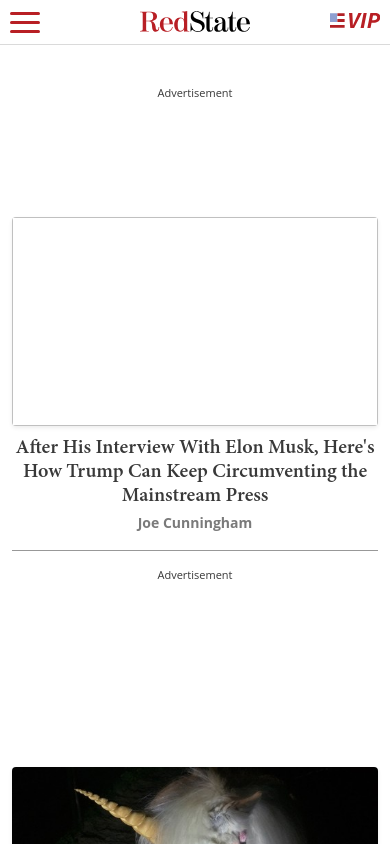 RedState
VIP
Advertisement
After His Interview With Elon Musk, Here's
How Trump Can Keep Circumventing the
Mainstream Press
Joe Cunningham
Advertisement